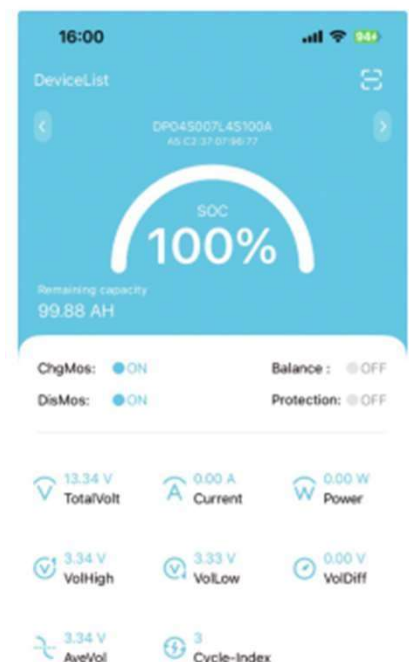 16:00
94
DeviceList
DP04S007L4S100A
A5:C2:37:07:96:77
SOC
100%
Remaining capacity
99.88 AH
ChgMos: ON Balance : OFF
DisMos: ON Protection: OFF
13.34 V 0.00 A 0.00 W
V TotalVolt A Current W Power
3.34 V 3.33 V 0.00 V
VolHigh VolLow VolDiff
3.34 V 3
AveVol Cycle-Index